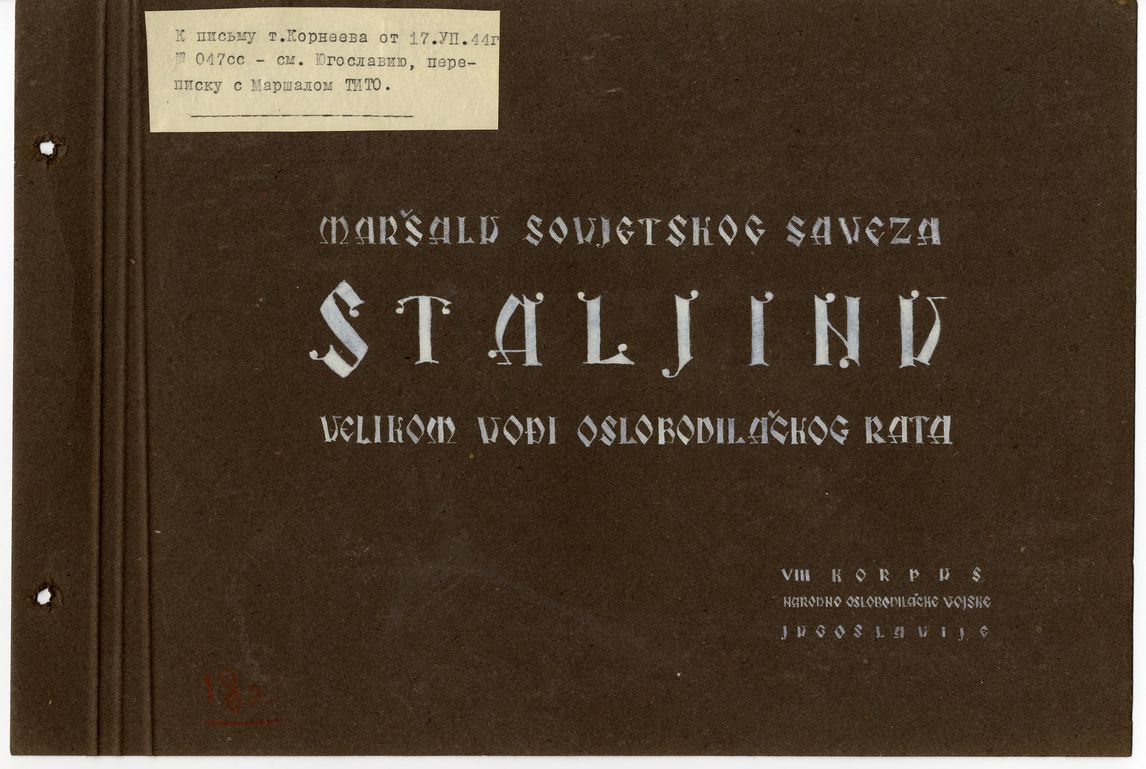 К письму т.Корнеева от 17.УП.44г
№ 047сс - см. Югославию, пере-
писку с Маршалом ТИТО.
MARŠALU SOVJETSKOG SAVEZA
STALJINU
VELIKOM VOĐI OSLOBODILAČKOG RATA
VIII KORPUS
NARODNO OSLOBODILAČKE VOJSKE
JUGOSLAVIJE